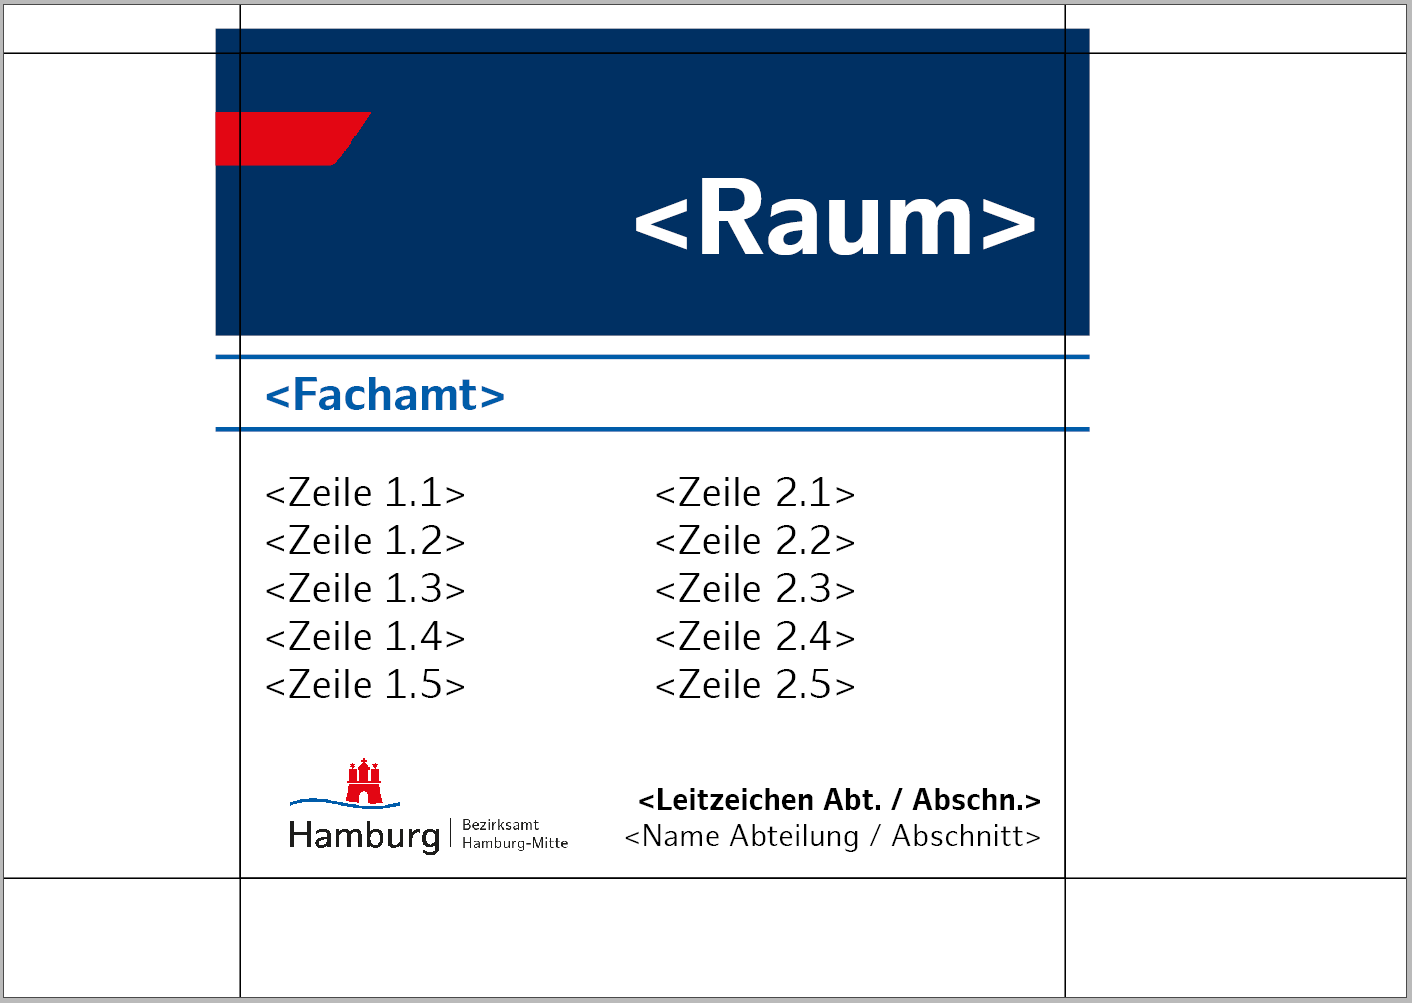 <Raum>
<Fachamt>
<Zeile 1.1>
<Zeile 1.2>
<Zeile 1.3>
<Zeile 1.4>
<Zeile 1.5>
<Zeile 2.1>
<Zeile 2.2>
<Zeile 2.3>
<Zeile 2.4>
<Zeile 2.5>
Hamburg
Bezirksamt
Hamburg-Mitte
<Leitzeichen Abt. / Abschn.>
<Name Abteilung / Abschnitt>